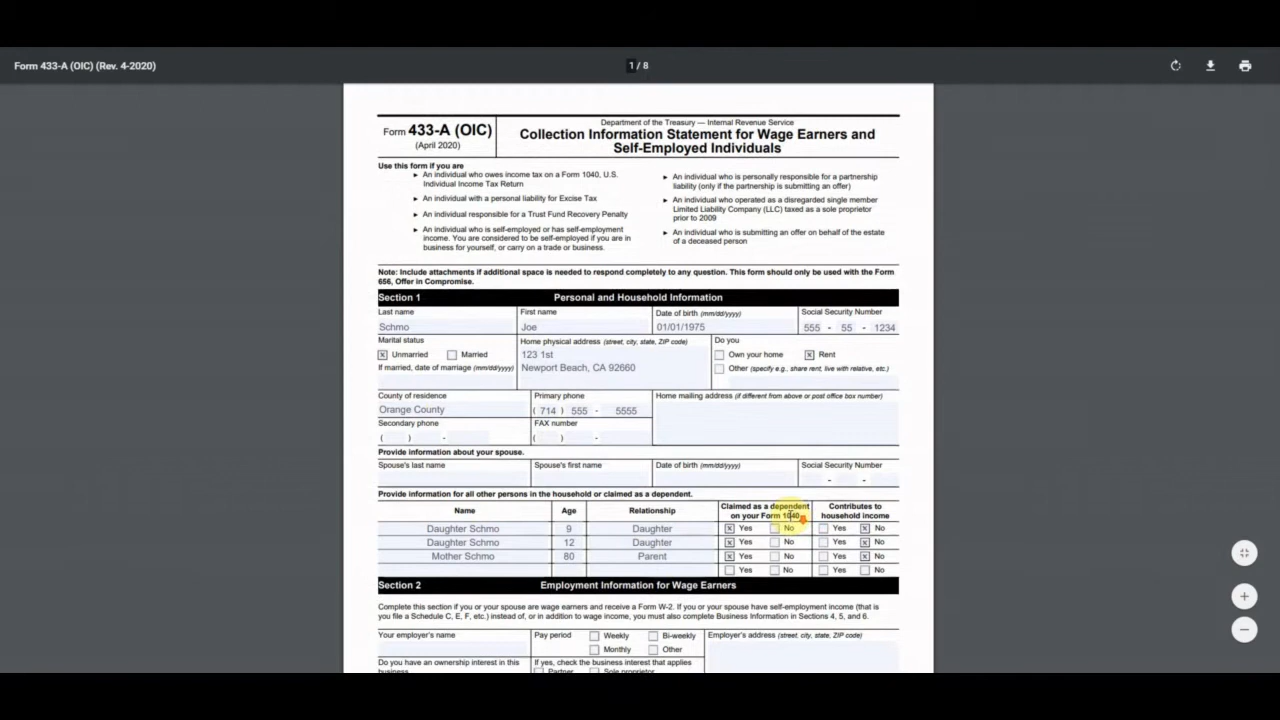 Form 433-A (OIC) (Rev. 4-2020)
1 / 8
Form 433-A (OIC)
(April 2020)
Department of the Treasury — Internal Revenue Service
Collection Information Statement for Wage Earners and
Self-Employed Individuals
Use this form if you are
► An individual who owes income tax on a Form 1040, U.S.
Individual Income Tax Return
► An individual with a personal liability for Excise Tax
► An individual responsible for a Trust Fund Recovery Penalty
► An individual who is self-employed or has self-employment
income. You are considered to be self-employed if you are in
business for yourself, or carry on a trade or business.
► An individual who is personally responsible for a partnership
liability (only if the partnership is submitting an offer)
► An individual who operated as a disregarded single member
Limited Liability Company (LLC) taxed as a sole proprietor
prior to 2009
► An individual who is submitting an offer on behalf of the estate
of a deceased person
Note: Include attachments if additional space is needed to respond completely to any question. This form should only be used with the Form
656, Offer in Compromise.
Section 1 Personal and Household Information
Last name First name Date of birth (mm/dd/yyyy) Social Security Number
Schmo Joe 01/01/1975 555 - 55 - 1234
Marital status Home physical address (street, city, state, ZIP code) Do you
☒ Unmarried ☐ Married 123 1st ☐ Own your home ☒ Rent
If married, date of marriage (mm/dd/yyyy) Newport Beach, CA 92660 ☐ Other (specify e.g., share rent, live with relative, etc.)
County of residence Primary phone Home mailing address (if different from above or post office box number)
Orange County ( 714 ) 555 - 5555
Secondary phone FAX number
( ) - ( ) -
Provide information about your spouse.
Spouse's last name Spouse's first name Date of birth (mm/dd/yyyy) Social Security Number
- -
Provide information for all other persons in the household or claimed as a dependent.
Name Age Relationship Claimed as a dependent on your Form 1040 Contributes to household income
Daughter Schmo 9 Daughter ☒ Yes ☐ No ☐ Yes ☒ No
Daughter Schmo 12 Daughter ☒ Yes ☐ No ☐ Yes ☒ No
Mother Schmo 80 Parent ☒ Yes ☐ No ☐ Yes ☒ No
☐ Yes ☐ No ☐ Yes ☐ No
Section 2 Employment Information for Wage Earners
Complete this section if you or your spouse are wage earners and receive a Form W-2. If you or your spouse have self-employment income (that is
you file a Schedule C, E, F, etc.) instead of, or in addition to wage income, you must also complete Business Information in Sections 4, 5, and 6.
Your employer's name Pay period ☐ Weekly ☐ Bi-weekly Employer's address (street, city, state, ZIP code)
☐ Monthly ☐ Other
Do you have an ownership interest in this If yes, check the business interest that applies
business ☐ Partner ☐ Sole proprietor